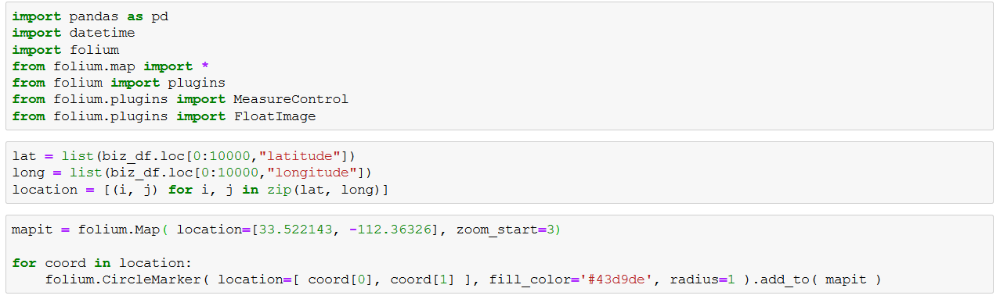 import pandas as pd
import datetime
import folium
from folium.map import *
from folium import plugins
from folium.plugins import MeasureControl
from folium.plugins import FloatImage
lat = list(biz_df.loc[0:10000,"latitude"])
long = list(biz_df.loc[0:10000,"longitude"])
location = [(i, j) for i, j in zip(lat, long)]
mapit = folium.Map( location=[33.522143, -112.36326], zoom_start=3)
for coord in location:
    folium.CircleMarker( location=[ coord[0], coord[1] ], fill_color='#43d9de', radius=1 ).add_to( mapit )